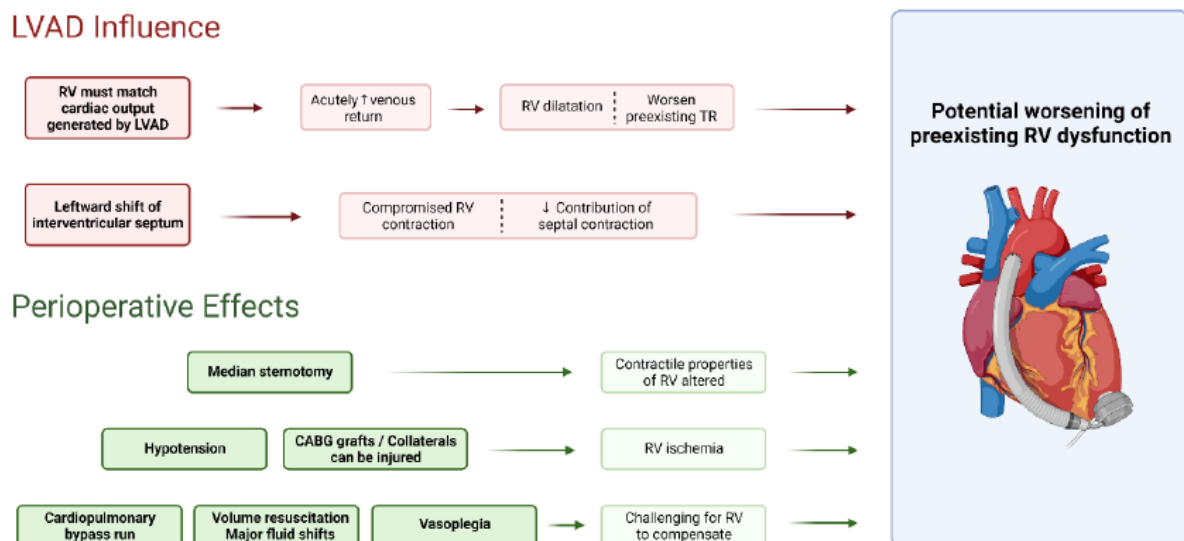 LVAD Influence
RV must match
cardiac output
generated by LVAD
Acutely ↑ venous
return
RV dilatation
Worsen
preexisting TR
Potential worsening of
preexisting RV dysfunction
Leftward shift of
interventricular septum
Compromised RV
contraction
↓ Contribution of
septal contraction
Perioperative Effects
Median sternotomy
Contractile properties
of RV altered
Hypotension
CABG grafts / Collaterals
can be injured
RV ischemia
Cardiopulmonary
bypass run
Volume resuscitation
Major fluid shifts
Vasoplegia
Challenging for RV
to compensate